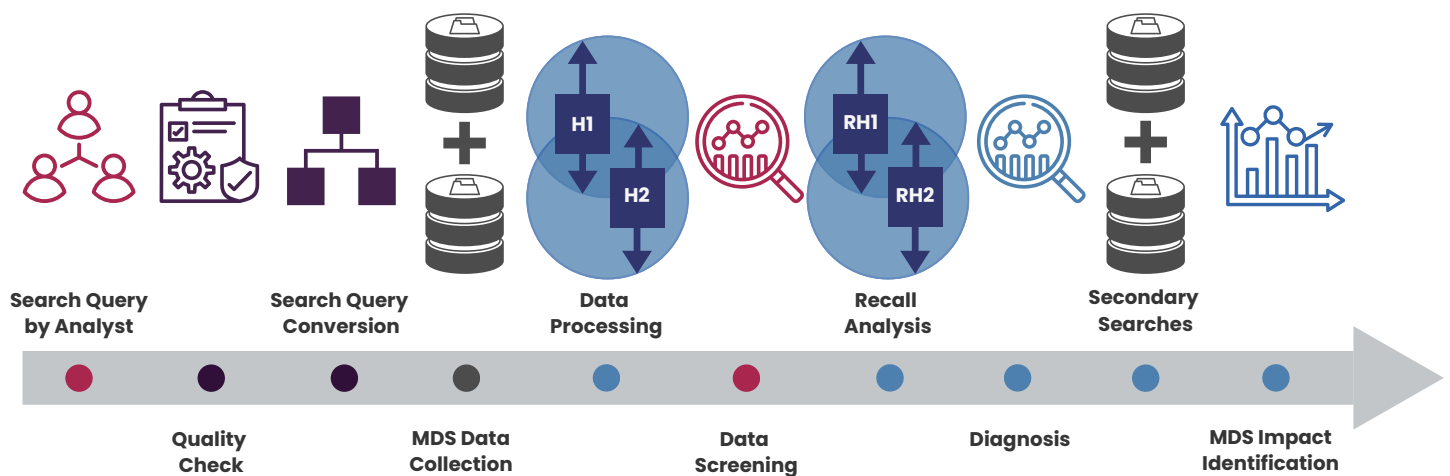 H1
H2
RH1
RH2
Search Query
by Analyst
Search Query
Conversion
Data
Processing
Recall
Analysis
Secondary
Searches
Quality
Check
MDS Data
Collection
Data
Screening
Diagnosis
MDS Impact
Identification